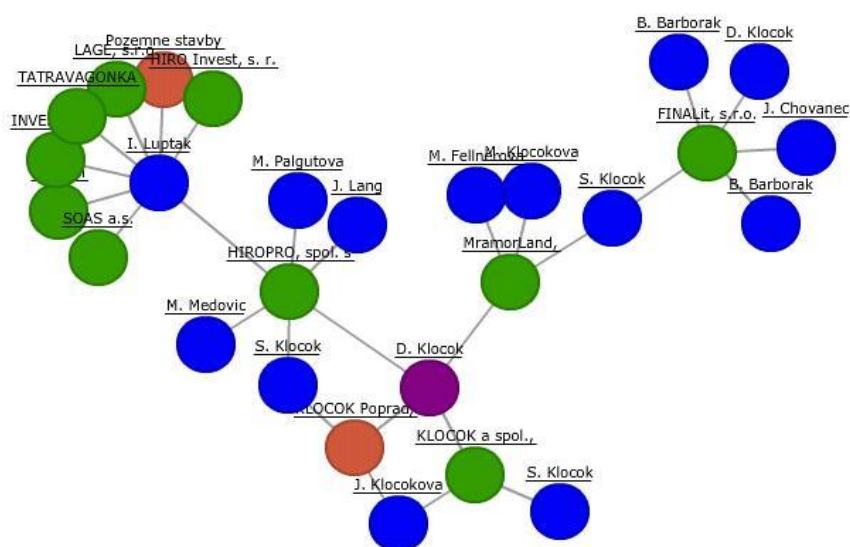 B. Barborak
D. Klocok
Pozemne stavby
LAGE, s.r.o.
HIRO Invest, s. r.
TATRAVAGONKA
J. Chovanec
FINALit, s.r.o.
INVE
I. Luptak
M. Palgutova
M. Fellnerova
M. Klocokova
S. Klocok
J. Lang
B. Barborak
SOAS a.s.
HIROPRO, spol. s
MramorLand,
M. Medovic
S. Klocok
D. Klocok
KLOCOK Poprad,
KLOCOK a spol.,
J. Klocokova
S. Klocok